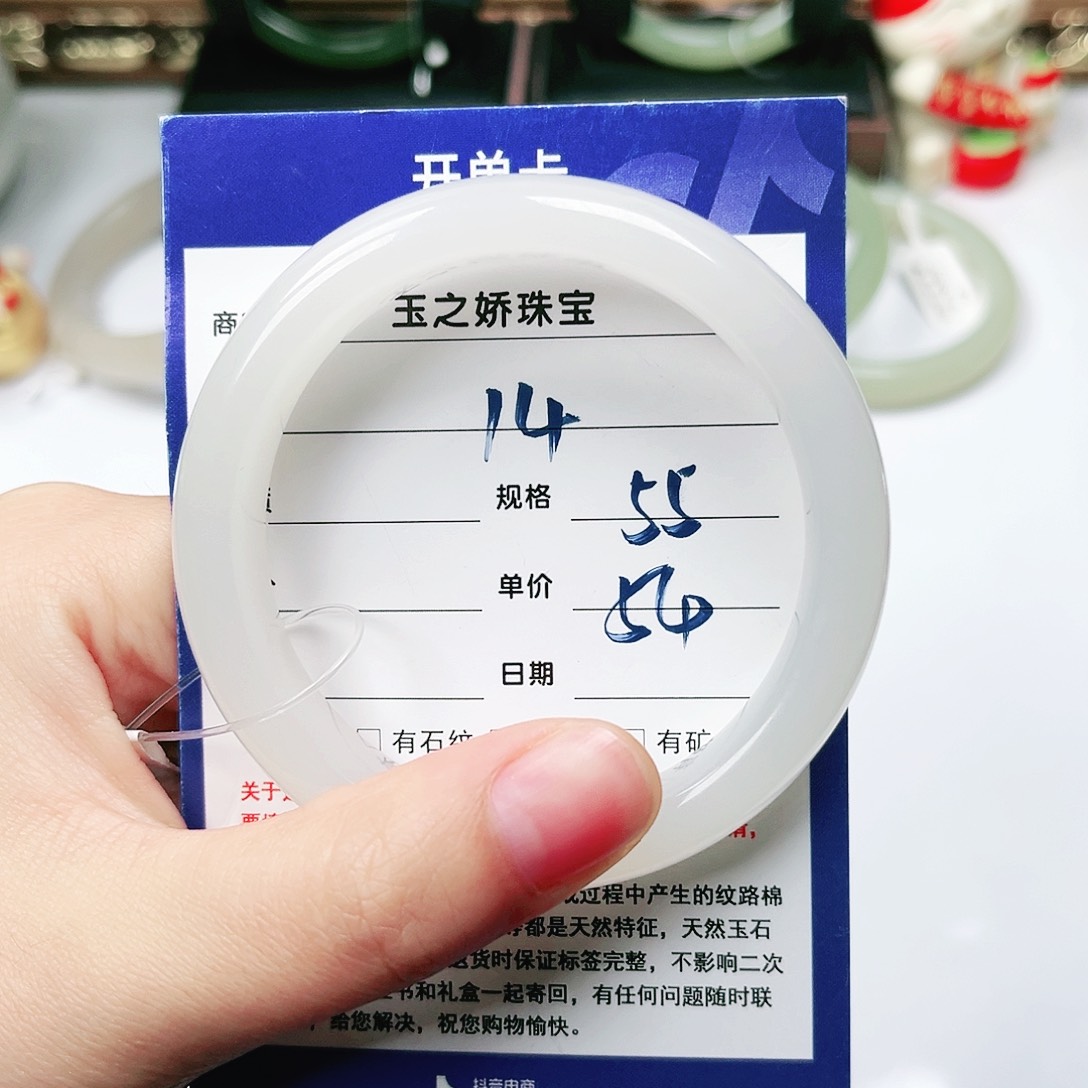 开单卡
商
玉之娇珠宝
14
规格 55
单价 54
日期
有石纹 有矿
关于
过程中产生的纹路棉
都是天然特征，天然玉石
退货时保证标签完整，不影响二次
书和礼盒一起寄回，有任何问题随时联
，给您解决，祝您购物愉快。
抖音电商